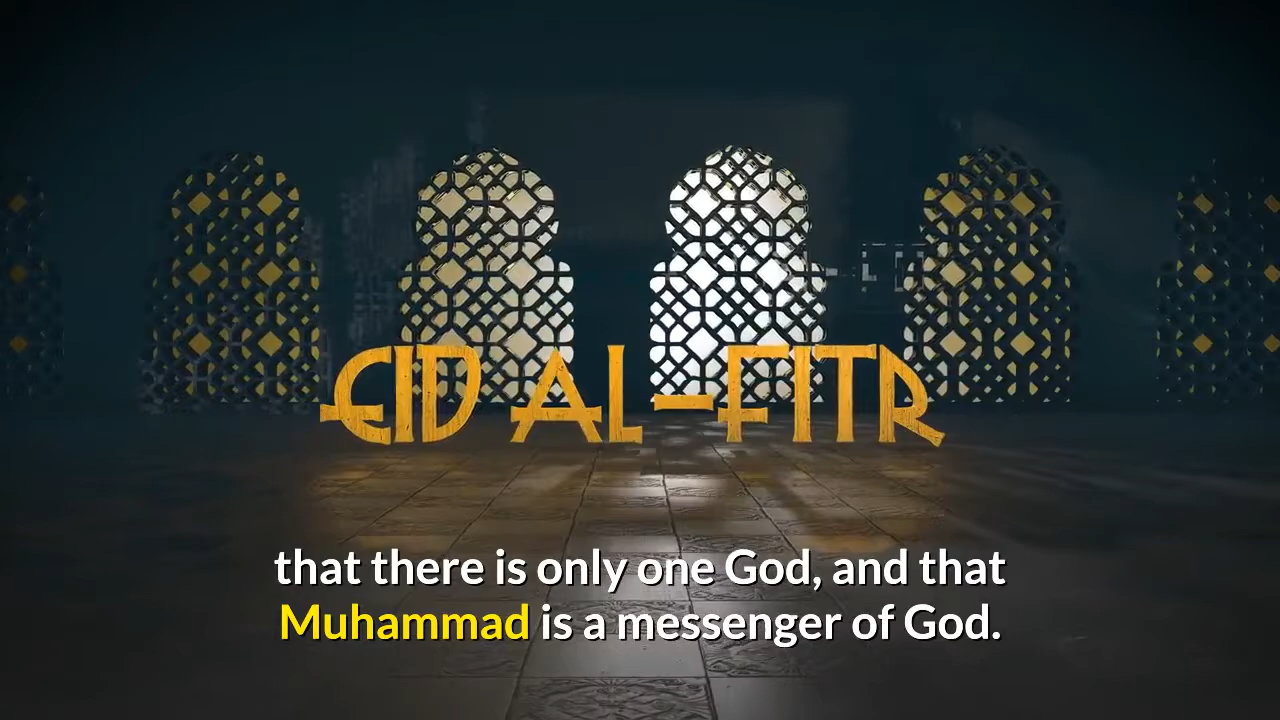 EID AL-FITR
that there is only one God, and that
Muhammad is a messenger of God.